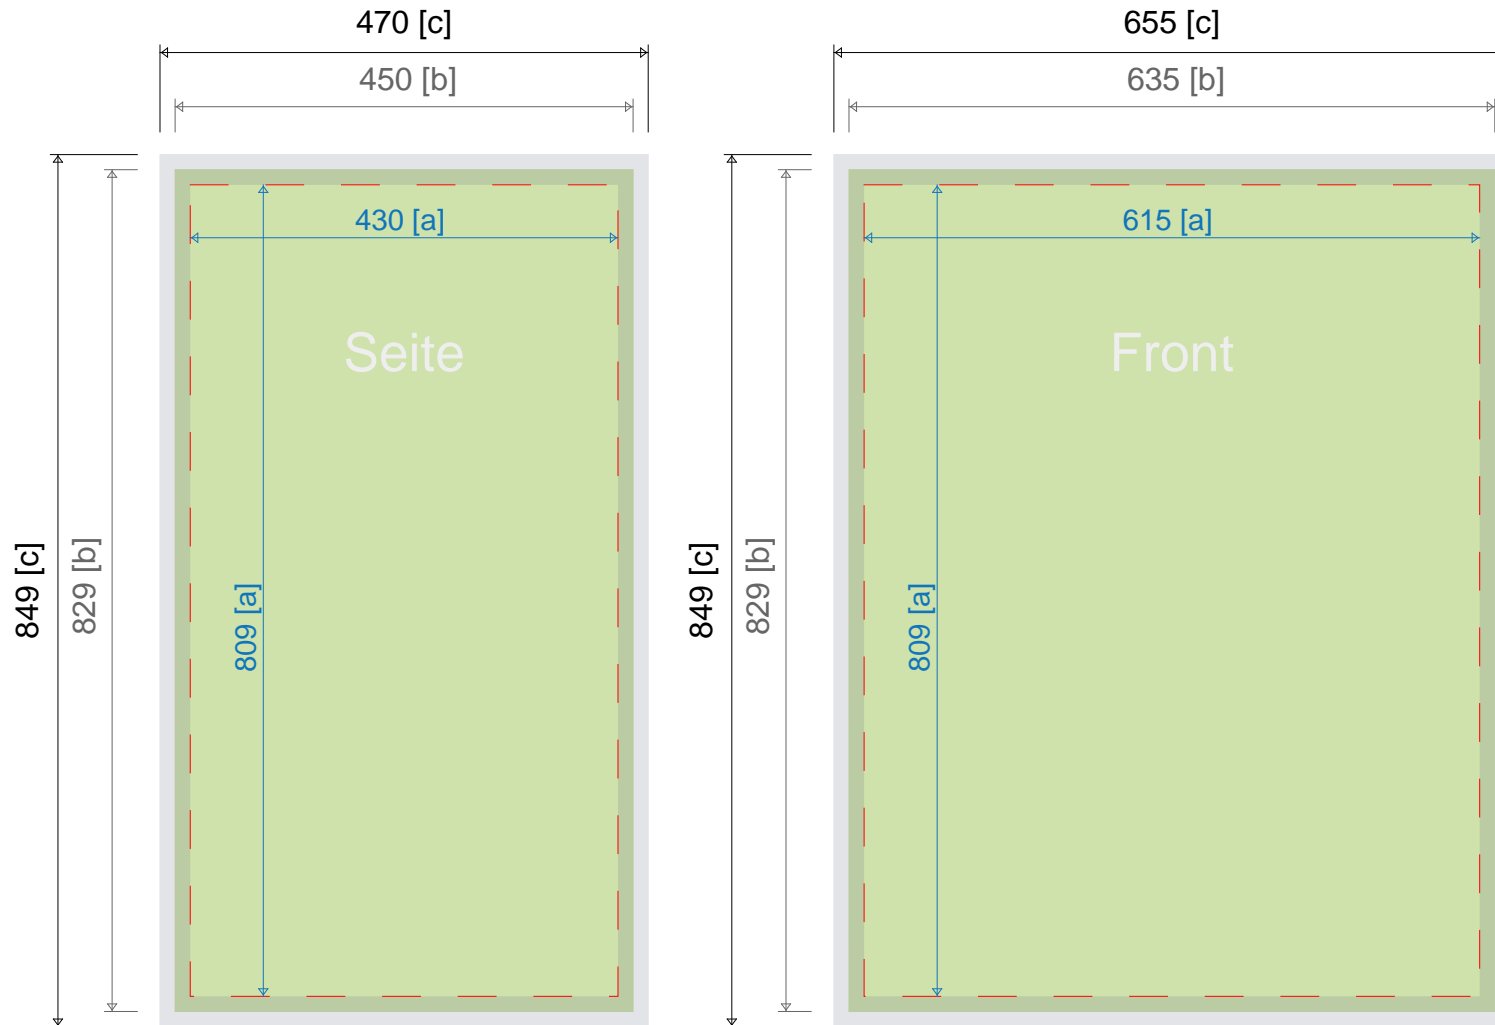 470 [c]
450 [b]
430 [a]
Seite
849 [c]
829 [b]
809 [a]
655 [c]
635 [b]
615 [a]
Front
849 [c]
829 [b]
809 [a]